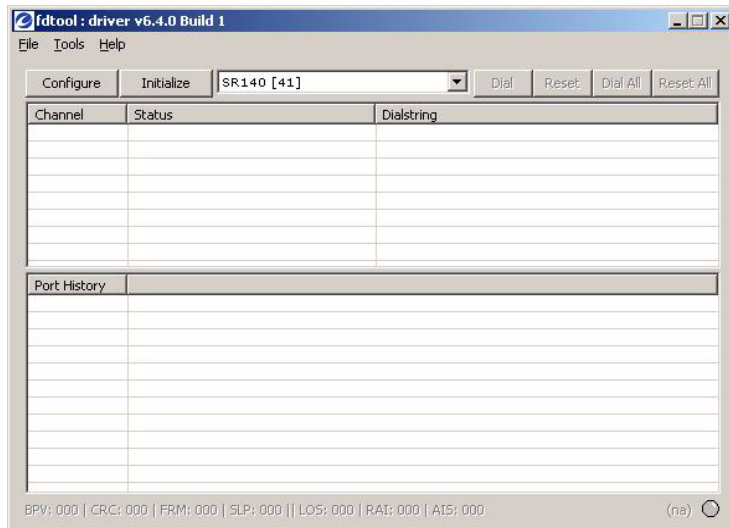 fdtool : driver v6.4.0 Build 1
File Tools Help
Configure Initialize SR140 [41] Dial Reset Dial All Reset All
Channel Status Dialstring
Port History
BPV: 000 | CRC: 000 | FRM: 000 | SLP: 000 || LOS: 000 | RAI: 000 | AIS: 000 (na)